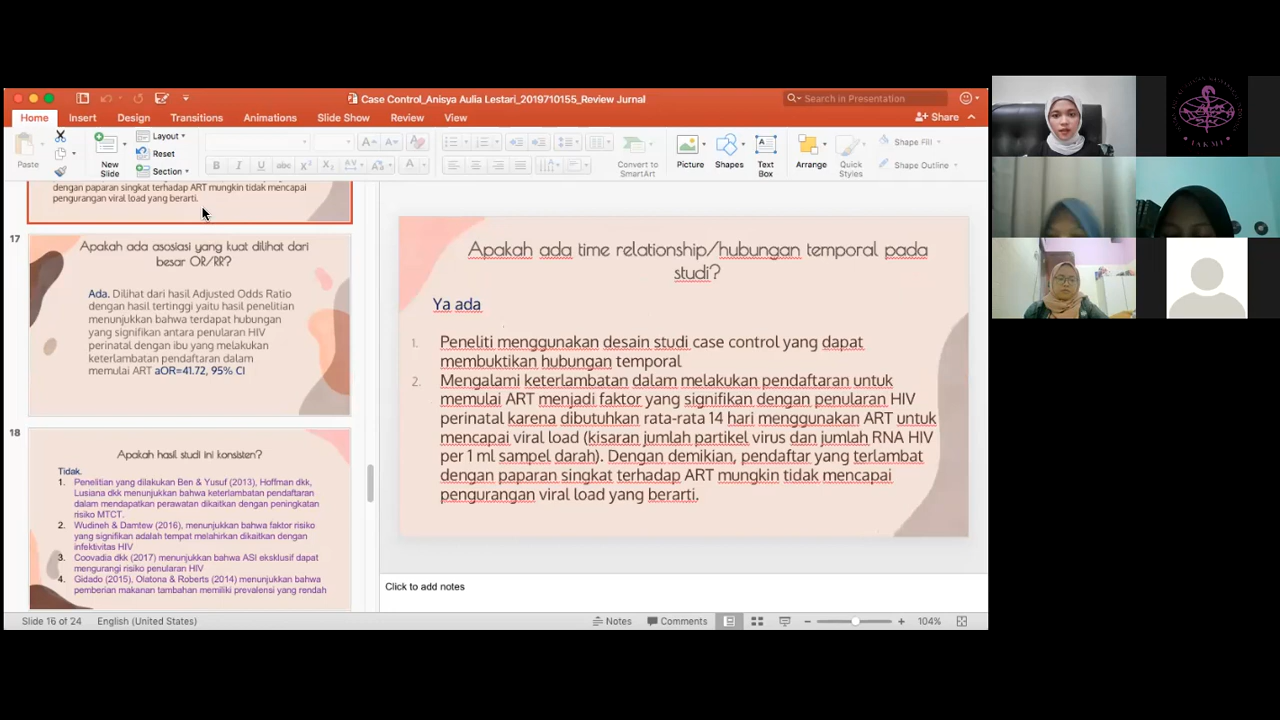 Case Control_Anisya Aulia Lestari_2019710155_Review Jurnal
Search in Presentation
Home Insert Design Transitions Animations Slide Show Review View
Share
Paste
New Slide
Layout
Reset
Section
Convert to SmartArt
Picture
Shapes
Text Box
Arrange
Quick Styles
Shape Fill
Shape Outline
dengan paparan singkat terhadap ART mungkin tidak mencapai
pengurangan viral load yang berarti.
17
Apakah ada asosiasi yang kuat dilihat dari
besar OR/RR?
Ada. Dilihat dari hasil Adjusted Odds Ratio
dengan hasil tertinggi yaitu hasil penelitian
menunjukkan bahwa terdapat hubungan
yang signifikan antara penularan HIV
perinatal dengan ibu yang melakukan
keterlambatan pendaftaran dalam
memulai ART aOR=41.72, 95% CI
18
Apakah hasil studi ini konsisten?
Tidak.
1. Penelitian yang dilakukan Ben & Yusuf (2013), Hoffman dkk,
Lusiana dkk menunjukkan bahwa keterlambatan pendaftaran
dalam mendapatkan perawatan dikaitkan dengan peningkatan
risiko MTCT.
2. Wudineh & Damtew (2016), menunjukkan bahwa faktor risiko
yang signifikan adalah tempat melahirkan dikaitkan dengan
infektivitas HIV
3. Coovadia dkk (2017) menunjukkan bahwa ASI eksklusif dapat
mengurangi risiko penularan HIV
4. Gidado (2015), Olatona & Roberts (2014) menunjukkan bahwa
pemberian makanan tambahan memiliki prevalensi yang rendah
Apakah ada time relationship/hubungan temporal pada
studi?
Ya ada
1. Peneliti menggunakan desain studi case control yang dapat
membuktikan hubungan temporal
2. Mengalami keterlambatan dalam melakukan pendaftaran untuk
memulai ART menjadi faktor yang signifikan dengan penularan HIV
perinatal karena dibutuhkan rata-rata 14 hari menggunakan ART untuk
mencapai viral load (kisaran jumlah partikel virus dan jumlah RNA HIV
per 1 ml sampel darah). Dengan demikian, pendaftar yang terlambat
dengan paparan singkat terhadap ART mungkin tidak mencapai
pengurangan viral load yang berarti.
Click to add notes
Slide 16 of 24 English (United States)
Notes Comments 104%